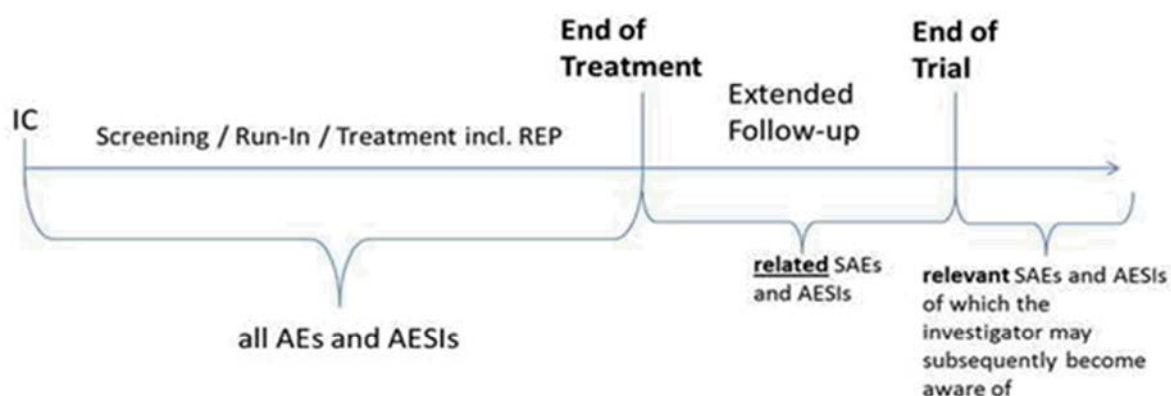 IC
Screening / Run-In / Treatment incl. REP
End of
Treatment
Extended
Follow-up
End of
Trial
all AEs and AESIs
related SAEs
and AESIs
relevant SAEs and AESIs
of which the
investigator may
subsequently become
aware of